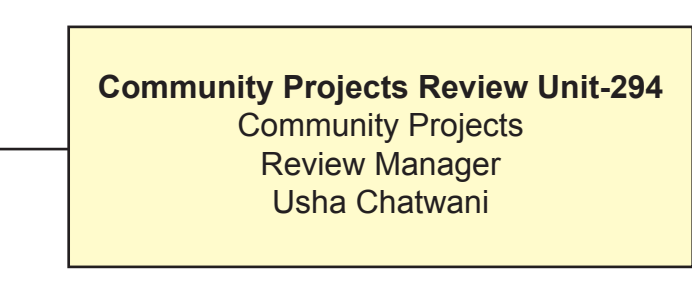 Community Projects Review Unit-294
Community Projects
Review Manager
Usha Chatwani